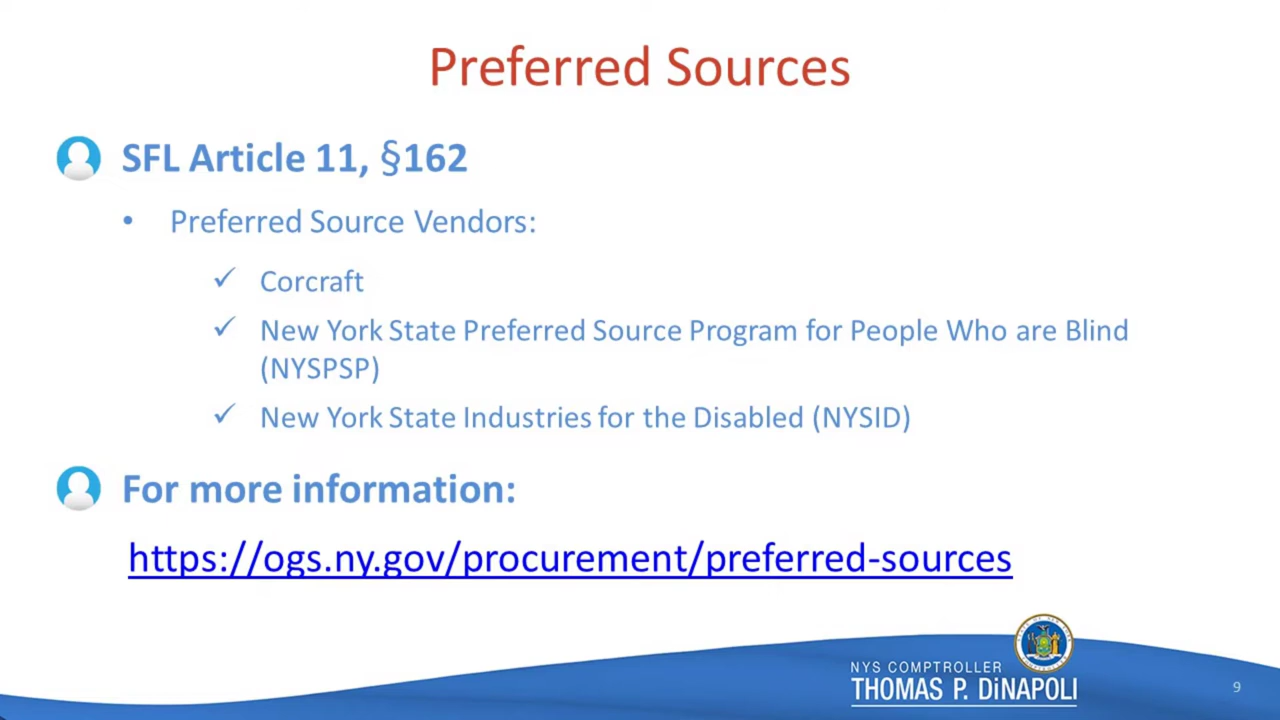 Preferred Sources
SFL Article 11, §162
• Preferred Source Vendors:
✓ Corcraft
✓ New York State Preferred Source Program for People Who are Blind
(NYSPSP)
✓ New York State Industries for the Disabled (NYSID)
For more information:
https://ogs.ny.gov/procurement/preferred-sources
NYS COMPTROLLER
THOMAS P. DiNAPOLI
9